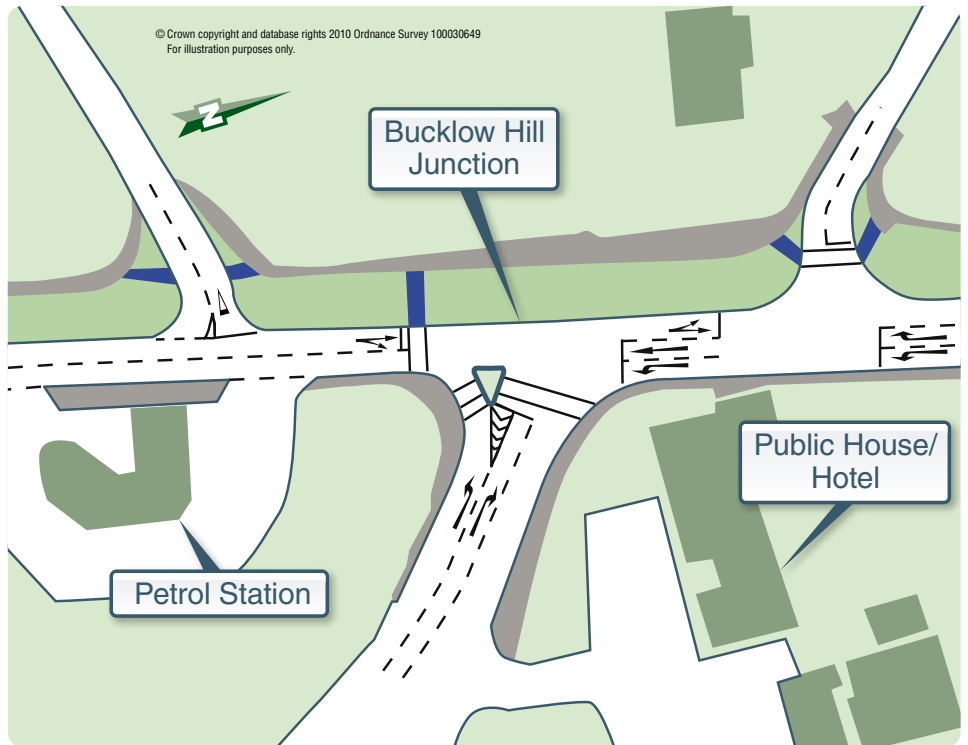 © Crown copyright and database rights 2010 Ordnance Survey 100030649
For illustration purposes only.
N
Bucklow Hill
Junction
Public House/
Hotel
Petrol Station